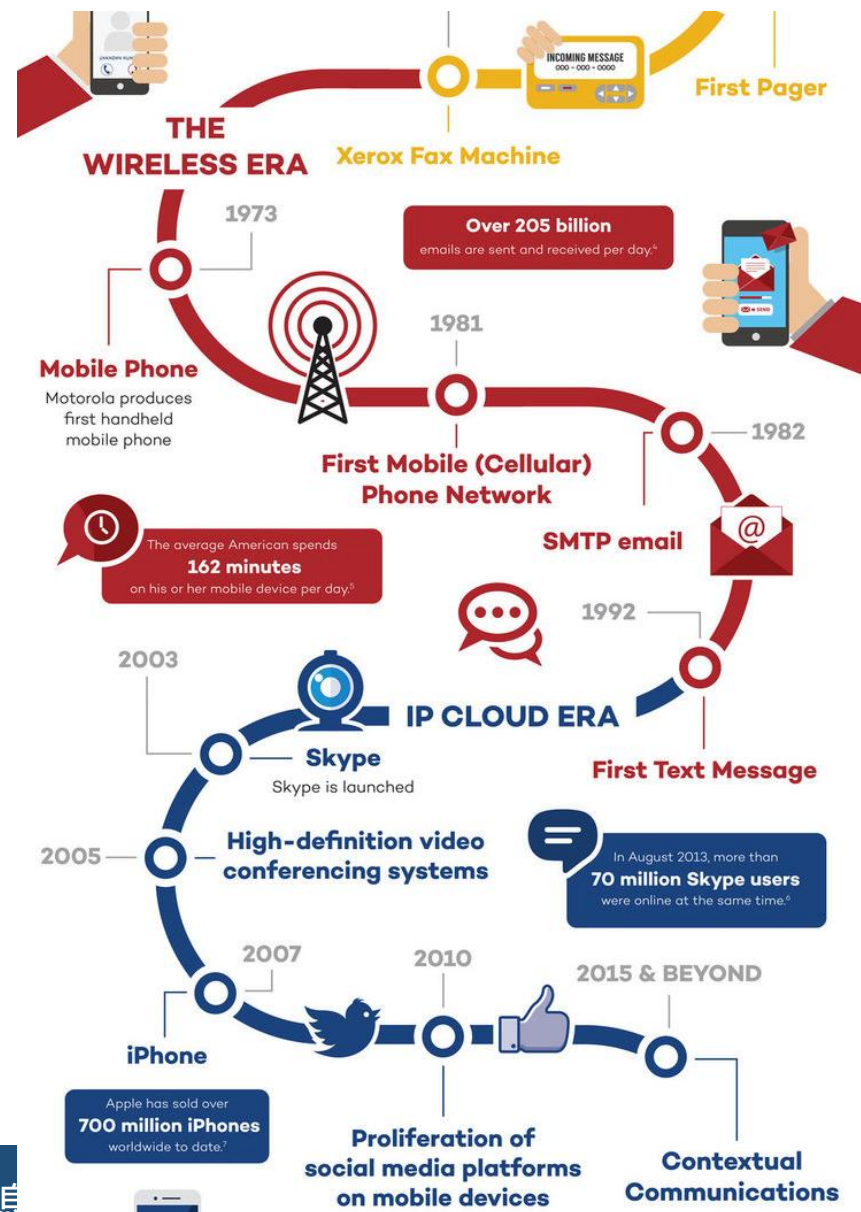 INCOMING MESSAGE
000 - 000 - 0000
First Pager
Xerox Fax Machine
THE
WIRELESS ERA
1973
Mobile Phone
Motorola produces
first handheld
mobile phone
Over 205 billion
emails are sent and received per day.⁴
SEND
1981
First Mobile (Cellular)
Phone Network
1982
SMTP email
@
The average American spends
162 minutes
on his or her mobile device per day.⁵
1992
First Text Message
IP CLOUD ERA
2003
Skype
Skype is launched
2005
High-definition video
conferencing systems
In August 2013, more than
70 million Skype users
were online at the same time.⁶
2007
iPhone
2010
2015 & BEYOND
Apple has sold over
700 million iPhones
worldwide to date.⁷
Proliferation of
social media platforms
on mobile devices
Contextual
Communications